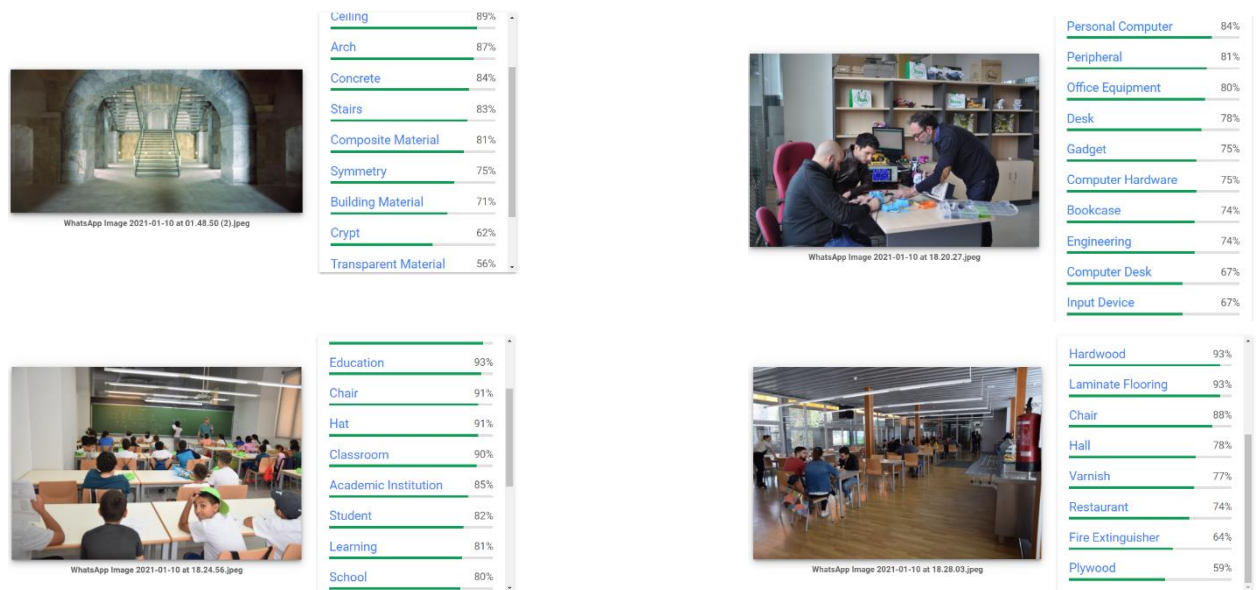 Ceiling 89%
Arch 87%
Concrete 84%
Stairs 83%
Composite Material 81%
Symmetry 75%
Building Material 71%
Crypt 62%
Transparent Material 56%
WhatsApp Image 2021-01-10 at 01.48.50 (2).jpeg
Personal Computer 84%
Peripheral 81%
Office Equipment 80%
Desk 78%
Gadget 75%
Computer Hardware 75%
Bookcase 74%
Engineering 74%
Computer Desk 67%
Input Device 67%
WhatsApp Image 2021-01-10 at 18.20.27.jpeg
Education 93%
Chair 91%
Hat 91%
Classroom 90%
Academic Institution 85%
Student 82%
Learning 81%
School 80%
WhatsApp Image 2021-01-10 at 18.24.56.jpeg
Hardwood 93%
Laminate Flooring 93%
Chair 88%
Hall 78%
Varnish 77%
Restaurant 74%
Fire Extinguisher 64%
Plywood 59%
WhatsApp Image 2021-01-10 at 18.28.03.jpeg